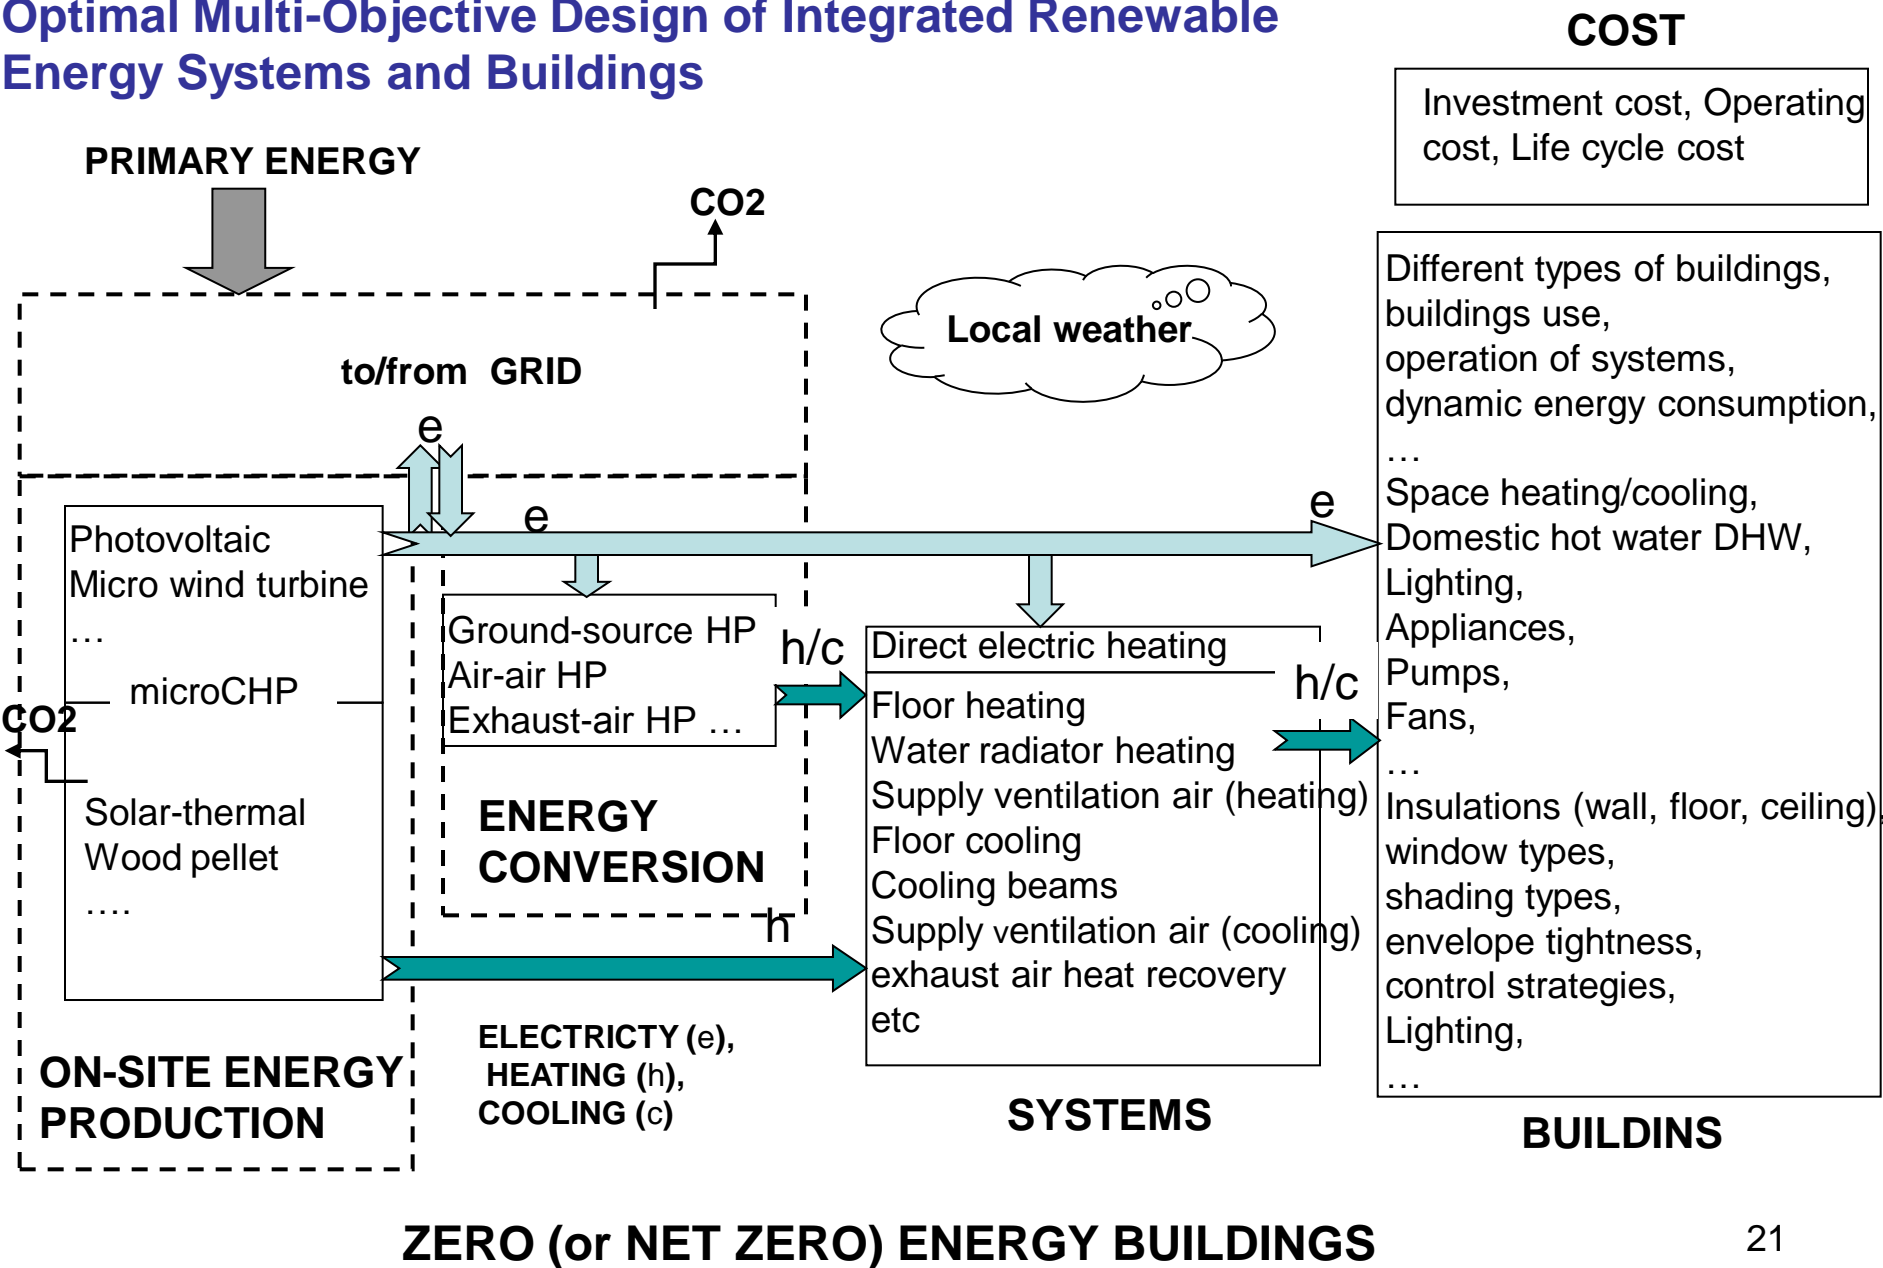 Optimal Multi-Objective Design of Integrated Renewable
Energy Systems and Buildings
COST
Investment cost, Operating
cost, Life cycle cost
PRIMARY ENERGY
CO2
to/from GRID
e
Local weather
e
e
Photovoltaic
Micro wind turbine
…
microCHP
CO2
Solar-thermal
Wood pellet
….
ON-SITE ENERGY
PRODUCTION
Ground-source HP
Air-air HP
Exhaust-air HP …
ENERGY
CONVERSION
h/c
h
ELECTRICTY (e),
HEATING (h),
COOLING (c)
Direct electric heating
Floor heating
Water radiator heating
Supply ventilation air (heating)
Floor cooling
Cooling beams
Supply ventilation air (cooling)
exhaust air heat recovery
etc
SYSTEMS
h/c
Different types of buildings,
buildings use,
operation of systems,
dynamic energy consumption,
…
Space heating/cooling,
Domestic hot water DHW,
Lighting,
Appliances,
Pumps,
Fans,
…
Insulations (wall, floor, ceiling),
window types,
shading types,
envelope tightness,
control strategies,
Lighting,
…
BUILDINS
ZERO (or NET ZERO) ENERGY BUILDINGS
21